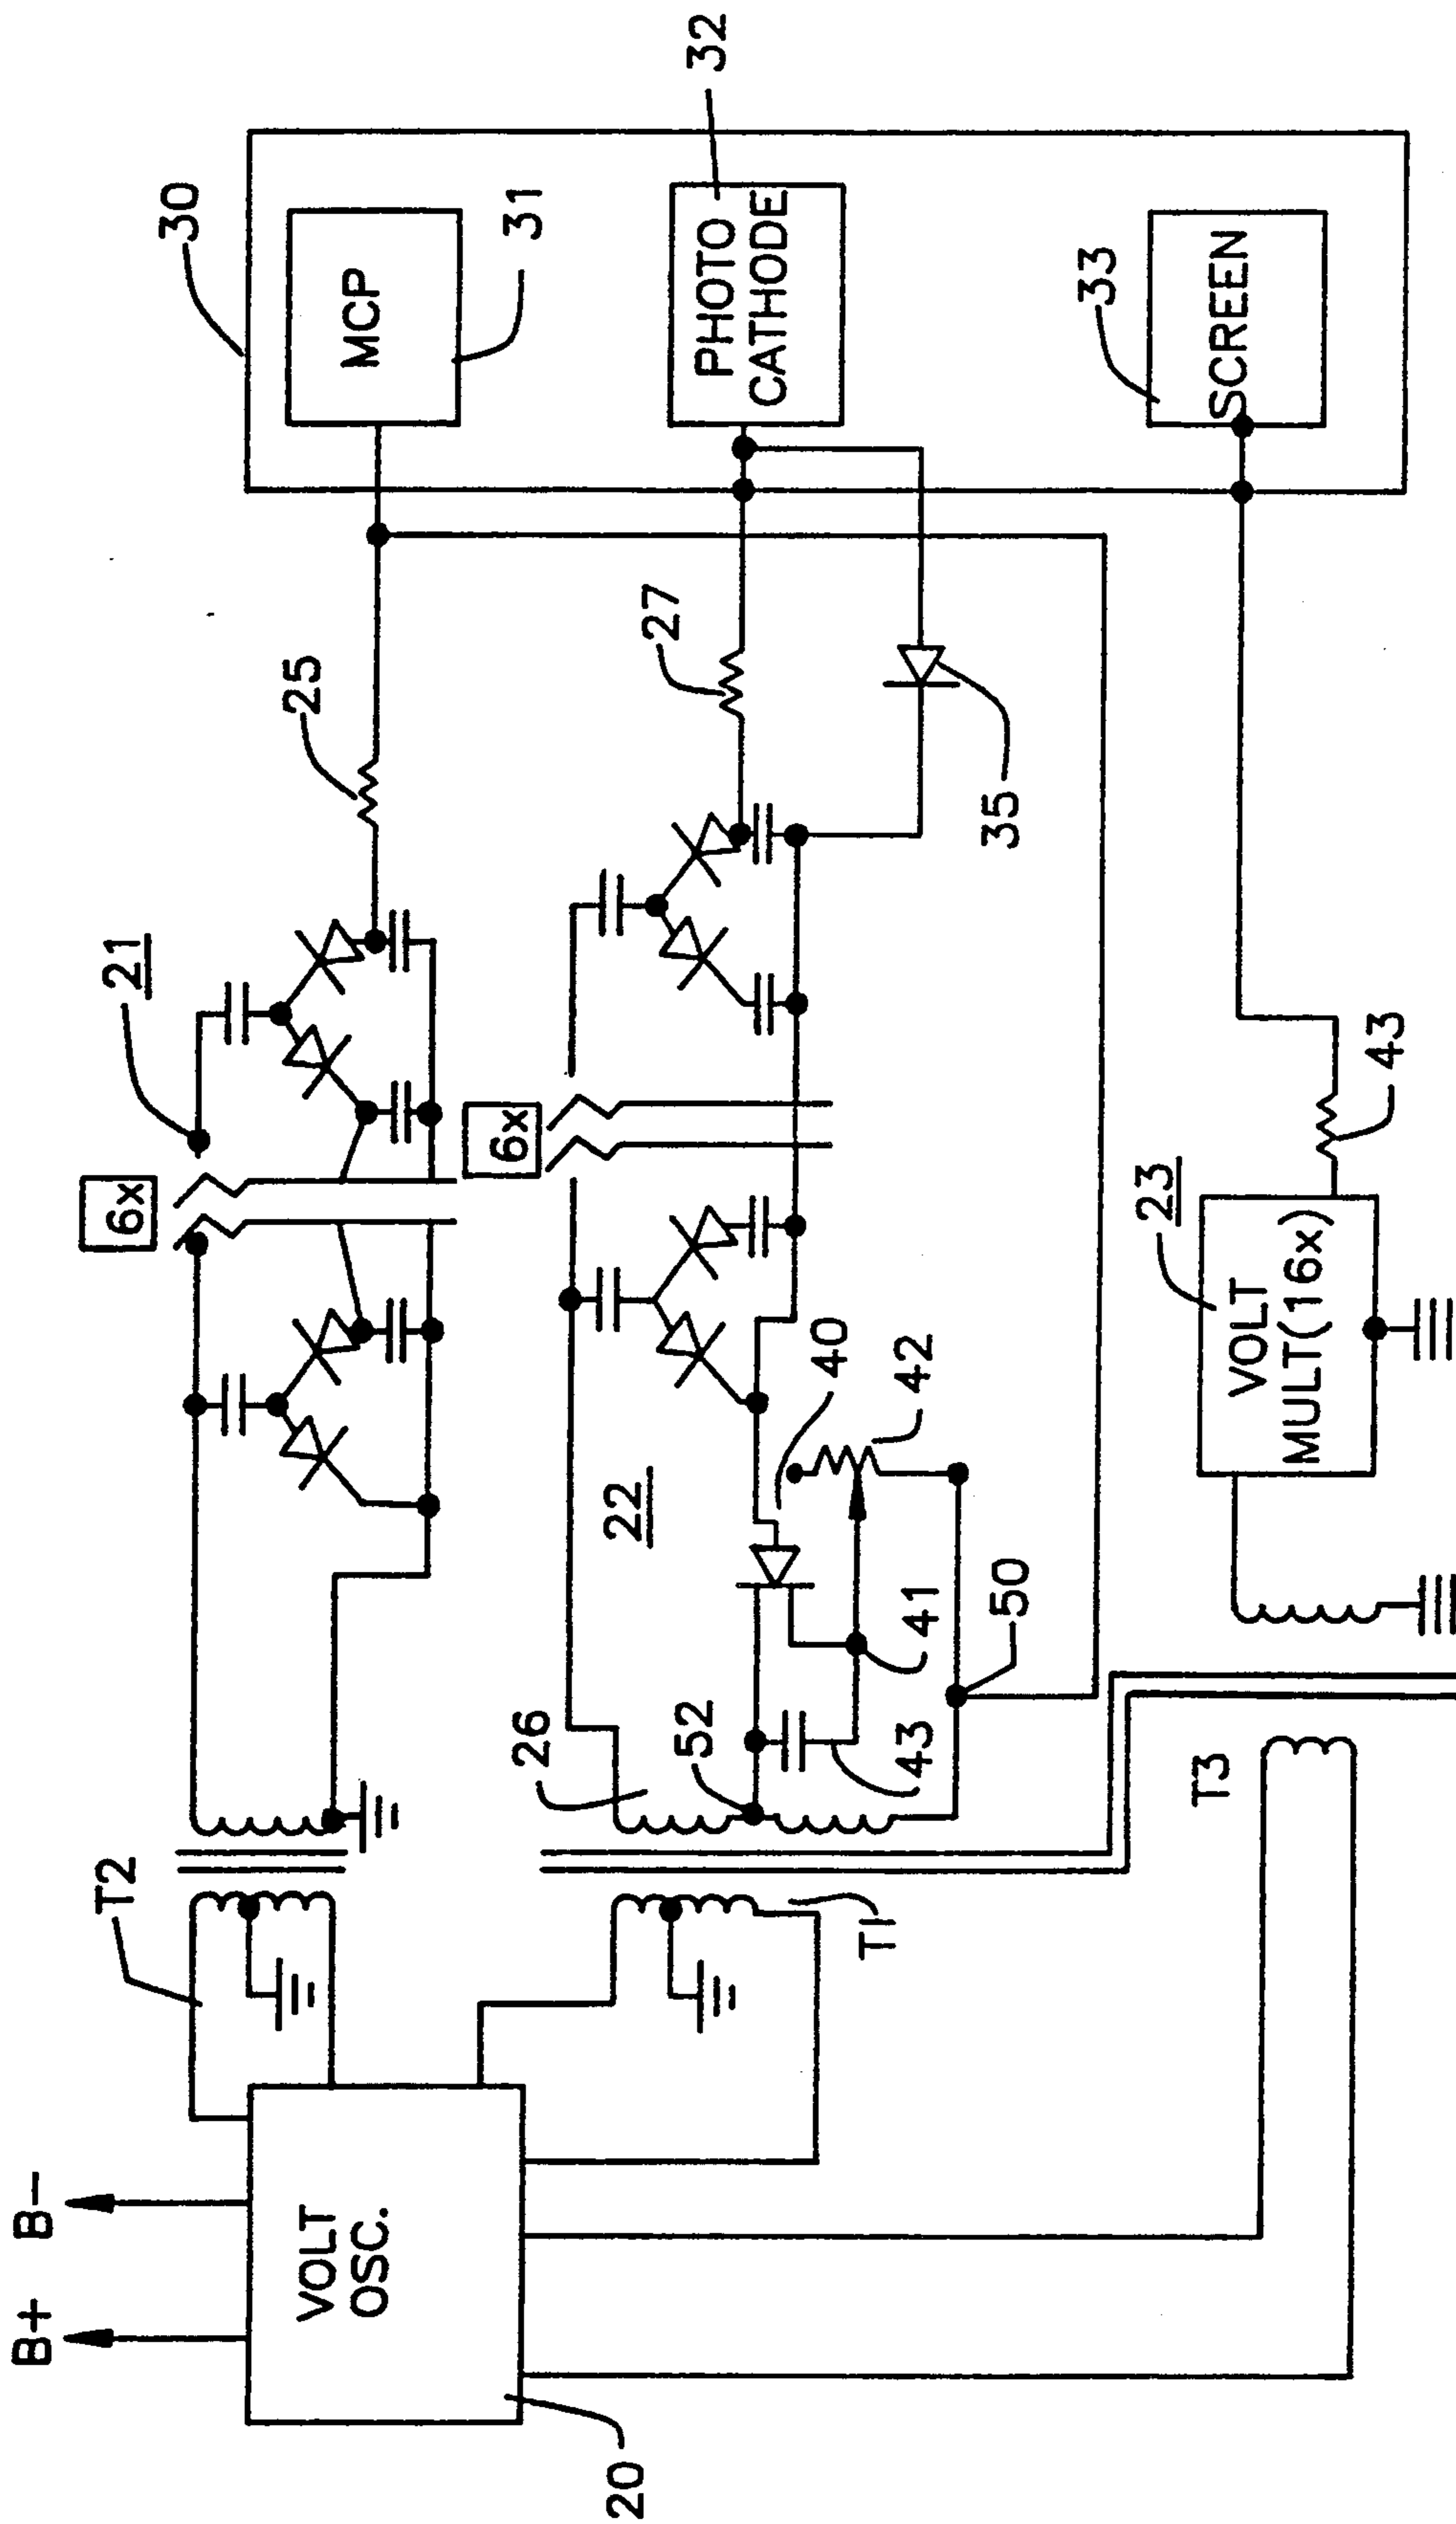 B+
B−
VOLT
OSC.
20
T2
T1
T3
6x
21
25
6x
22
26
52
43
41
50
40
42
27
35
30
MCP
31
32
PHOTO
CATHODE
33
SCREEN
23
VOLT
MULT(16x)
43